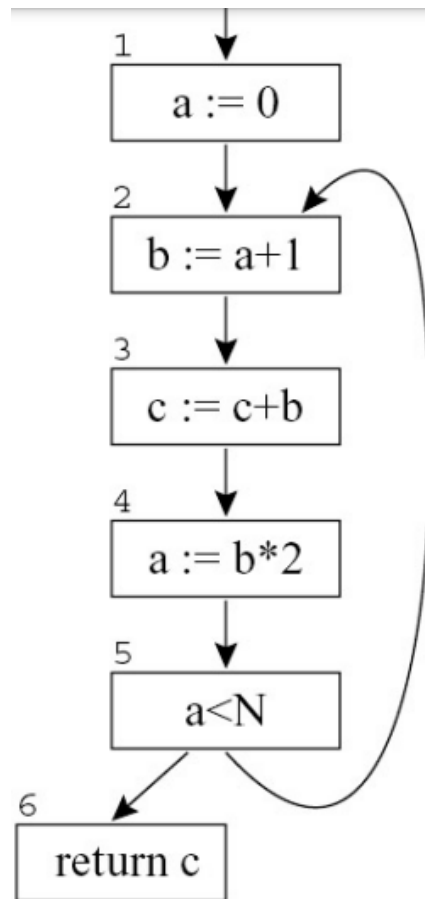 1
a := 0
2
b := a+1
3
c := c+b
4
a := b*2
5
a<N
6
return c